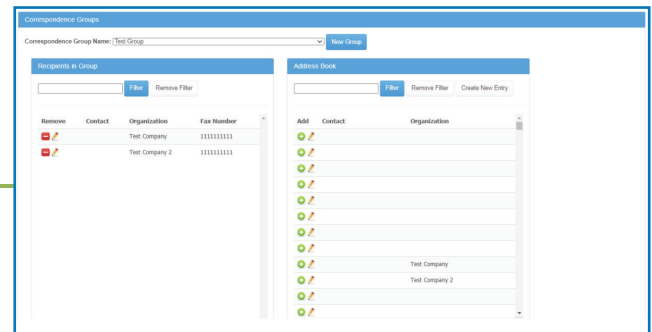 Correspondence Groups
Correspondence Group Name: Test Group New Group
Recipients in Group
Filter Remove Filter
Remove Contact Organization Fax Number
Test Company 1111111111
Test Company 2 1111111111
Address Book
Filter Remove Filter Create New Entry
Add Contact Organization
Test Company
Test Company 2